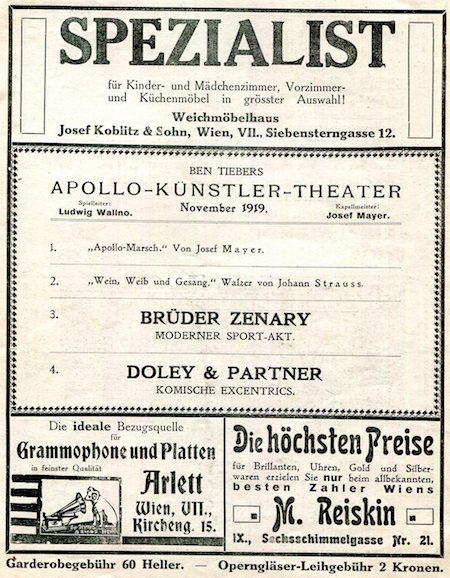 SPEZIALIST
für Kinder- und Mädchenzimmer, Vorzimmer-
und Küchenmöbel in grösster Auswahl!
Weichmöbelhaus
Josef Koblitz & Sohn, Wien, VII., Siebensterngasse 12.
BEN TIEBERS
APOLLO-KÜNSTLER-THEATER
Spielleiter:
Ludwig Wallno.
November 1919.
Kapellmeister:
Josef Mayer.
1. „Apollo-Marsch.“ Von Josef Mayer.
2. „Wein, Weib und Gesang.“ Walzer von Johann Strauss.
3. BRÜDER ZENARY
MODERNER SPORT-AKT.
4. DOLEY & PARTNER
KOMISCHE EXCENTRICS.
Die ideale Bezugsquelle
für
Grammophone und Platten
in feinster Qualität
Arlett
Wien, VII.,
Kircheng. 15.
Die höchsten Preise
für Brillanten, Uhren, Gold und Silber-
waren erzielen Sie nur beim allbekannten,
besten Zahler Wiens
M. Reiskin
IX., Sechsschimmelgasse Nr. 21.
Garderobegebühr 60 Heller. — Operngläser-Leihgebühr 2 Kronen.